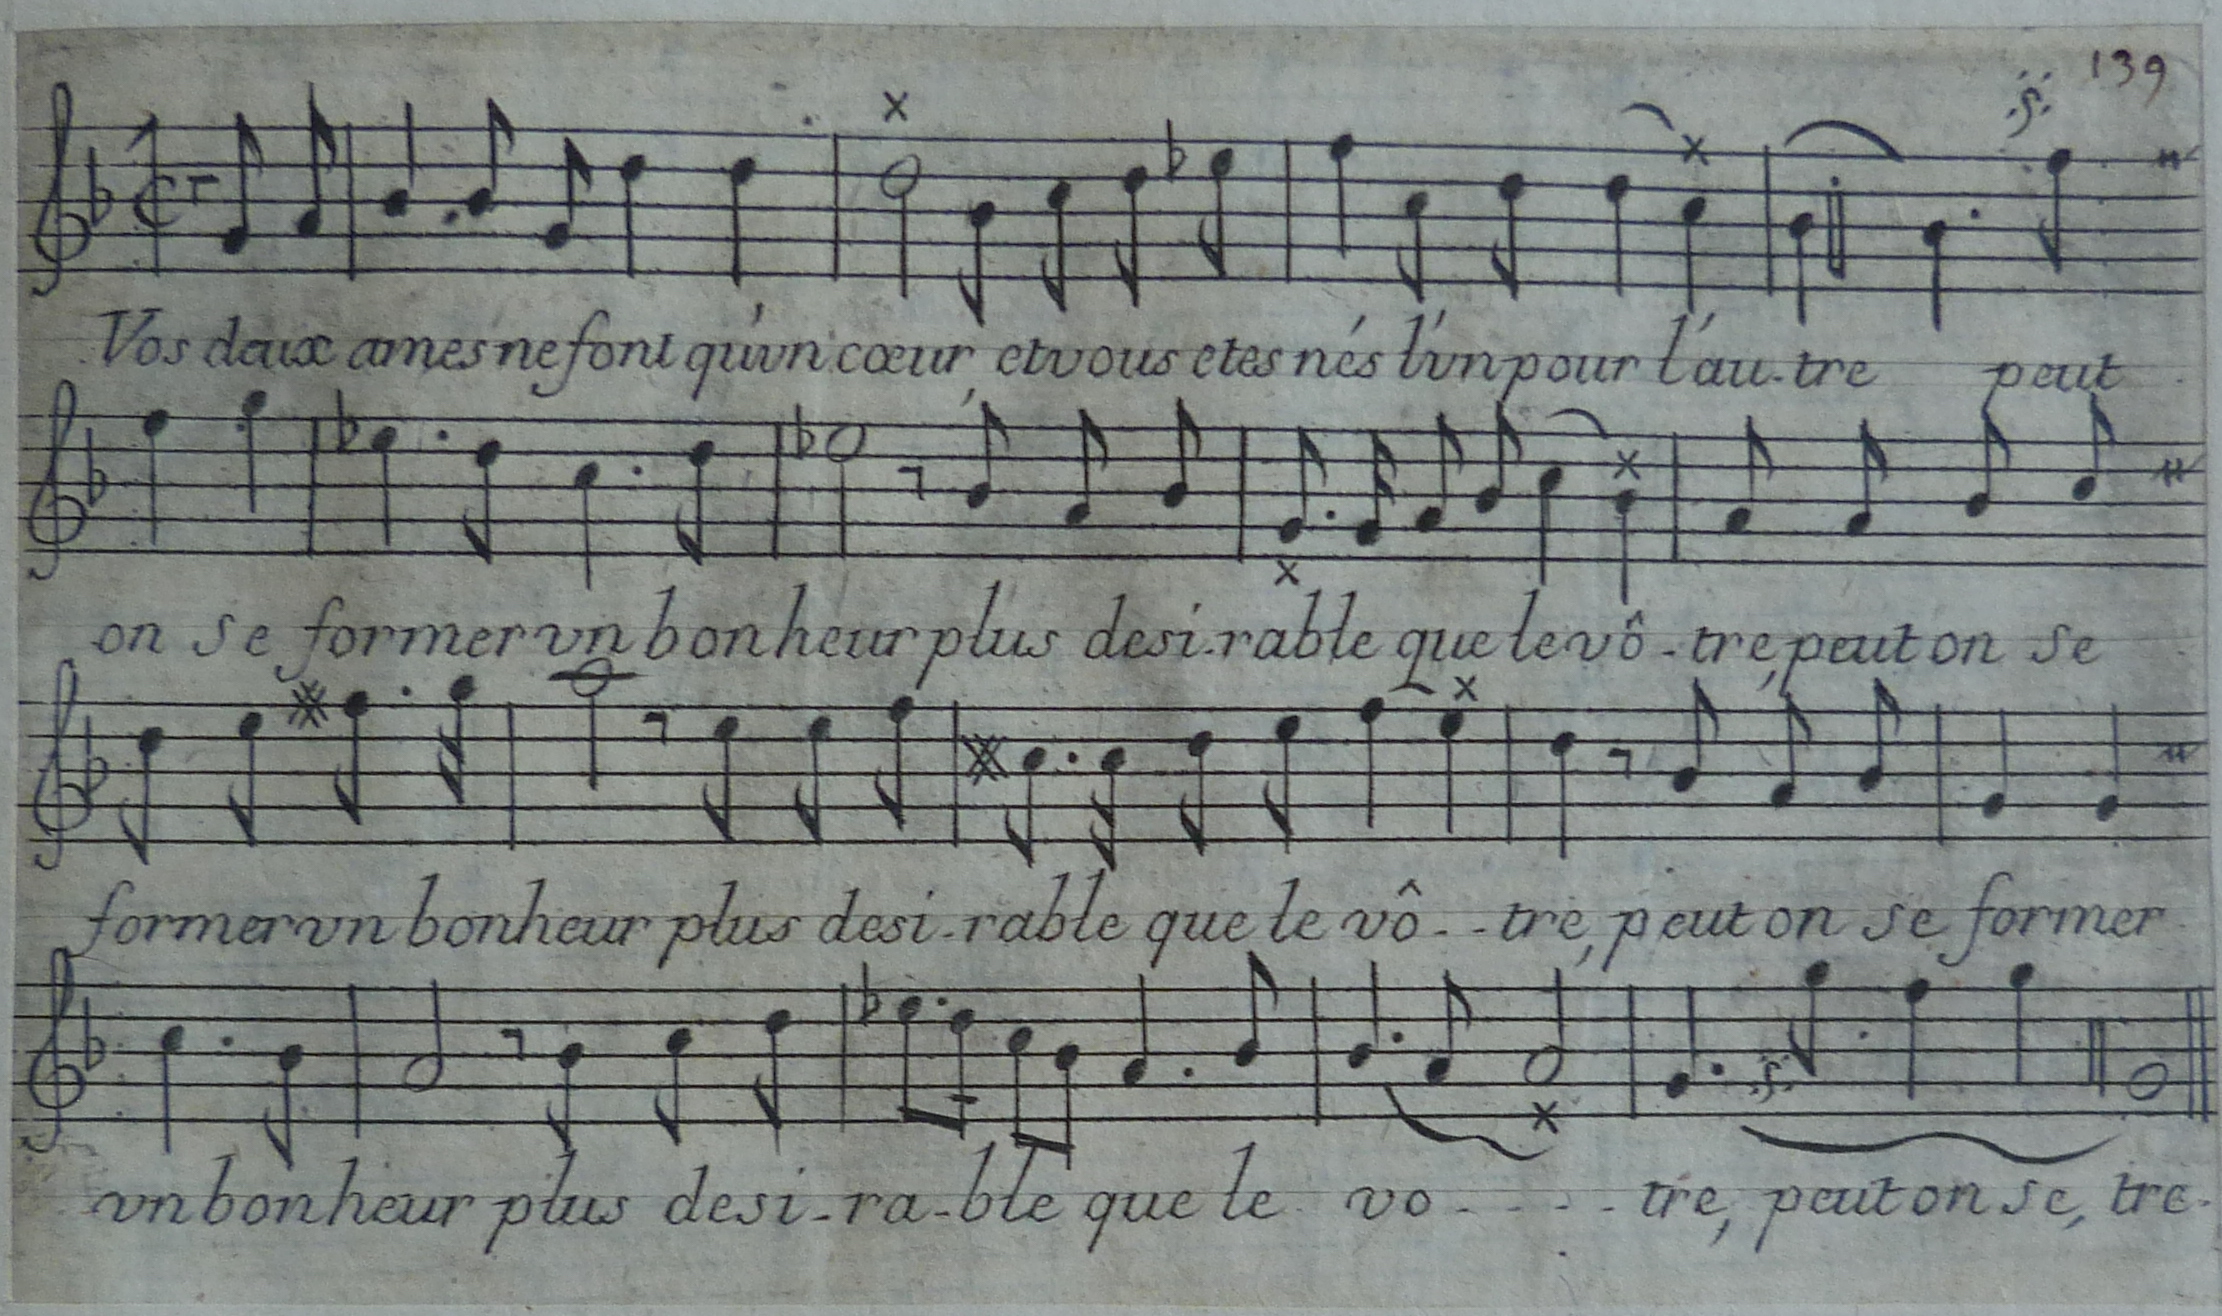 139
Vos deux ames ne font qu'vn cœur et vous etes nés l'vn pour l'au-tre peut
on se former vn bonheur plus desi-rable que le vô-tre, peut on se
former vn bonheur plus desi-rable que le vô--tre, peut on se former
vn bonheur plus desi-ra-ble que le vo----tre, peut on se, tre-